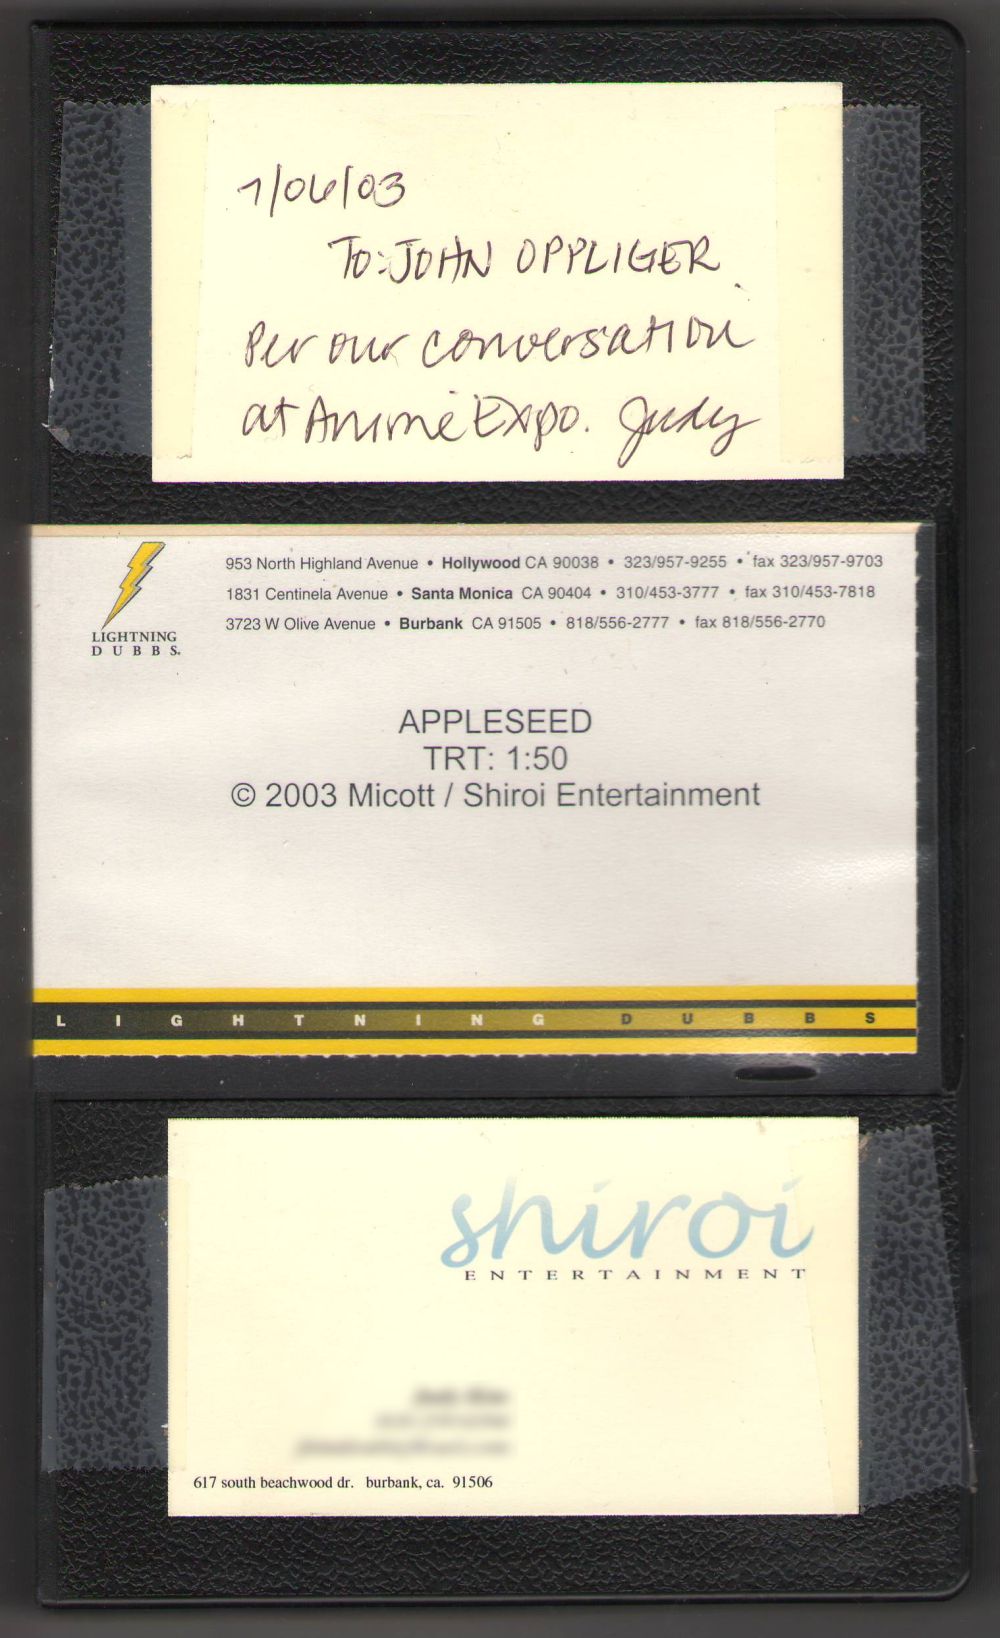 7/06/03
TO: JOHN OPPLIGER
Per our conversation
at Anime Expo. Judy
LIGHTNING
DUBBS.
953 North Highland Avenue • Hollywood CA 90038 • 323/957-9255 • fax 323/957-9703
1831 Centinela Avenue • Santa Monica CA 90404 • 310/453-3777 • fax 310/453-7818
3723 W Olive Avenue • Burbank CA 91505 • 818/556-2777 • fax 818/556-2770
APPLESEED
TRT: 1:50
© 2003 Micott / Shiroi Entertainment
LIGHTNING DUBBS
shiroi
ENTERTAINMENT
617 south beachwood dr. burbank, ca. 91506